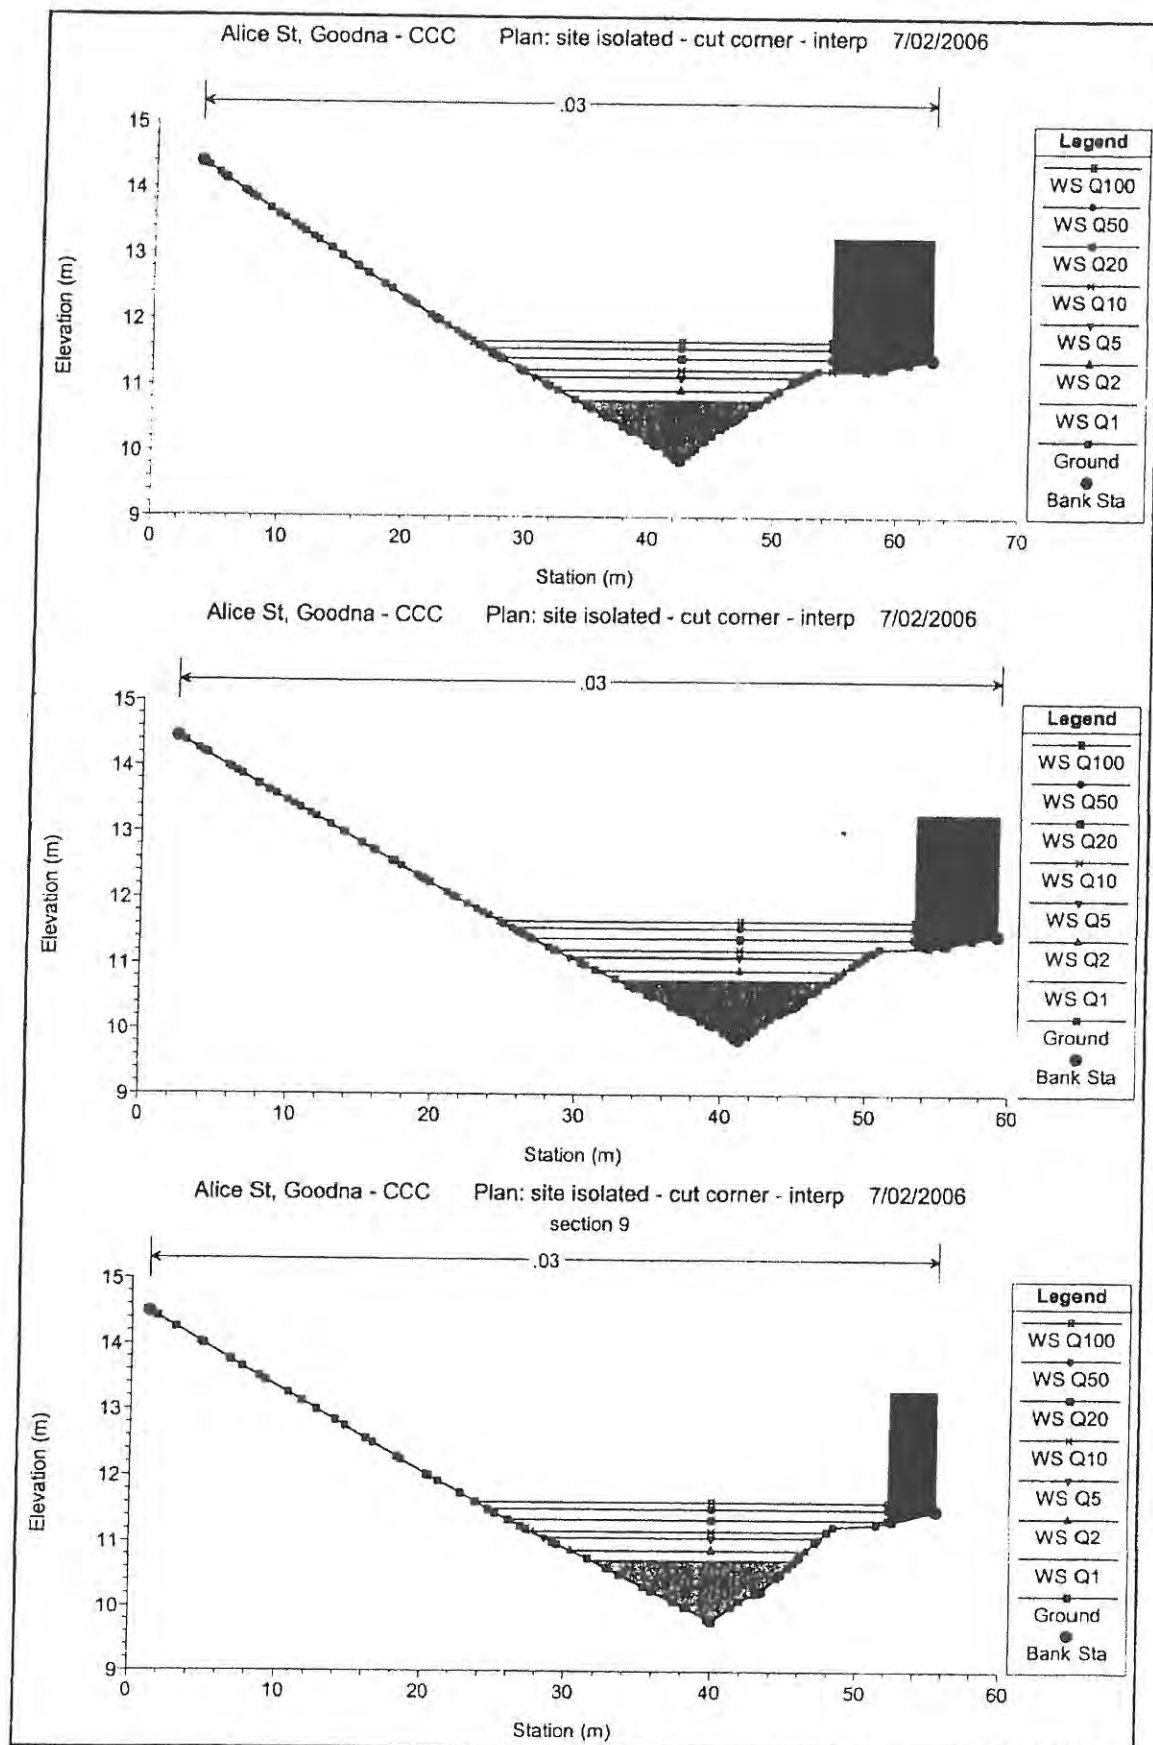 Alice St, Goodna - CCC Plan: site isolated - cut corner - interp 7/02/2006
.03
15
14
13
12
11
10
9
Elevation (m)
0 10 20 30 40 50 60 70
Station (m)
Legend
WS Q100
WS Q50
WS Q20
WS Q10
WS Q5
WS Q2
WS Q1
Ground
Bank Sta
Alice St, Goodna - CCC Plan: site isolated - cut corner - interp 7/02/2006
.03
15
14
13
12
11
10
9
Elevation (m)
0 10 20 30 40 50 60
Station (m)
Legend
WS Q100
WS Q50
WS Q20
WS Q10
WS Q5
WS Q2
WS Q1
Ground
Bank Sta
Alice St, Goodna - CCC Plan: site isolated - cut corner - interp 7/02/2006
section 9
.03
15
14
13
12
11
10
9
Elevation (m)
0 10 20 30 40 50 60
Station (m)
Legend
WS Q100
WS Q50
WS Q20
WS Q10
WS Q5
WS Q2
WS Q1
Ground
Bank Sta